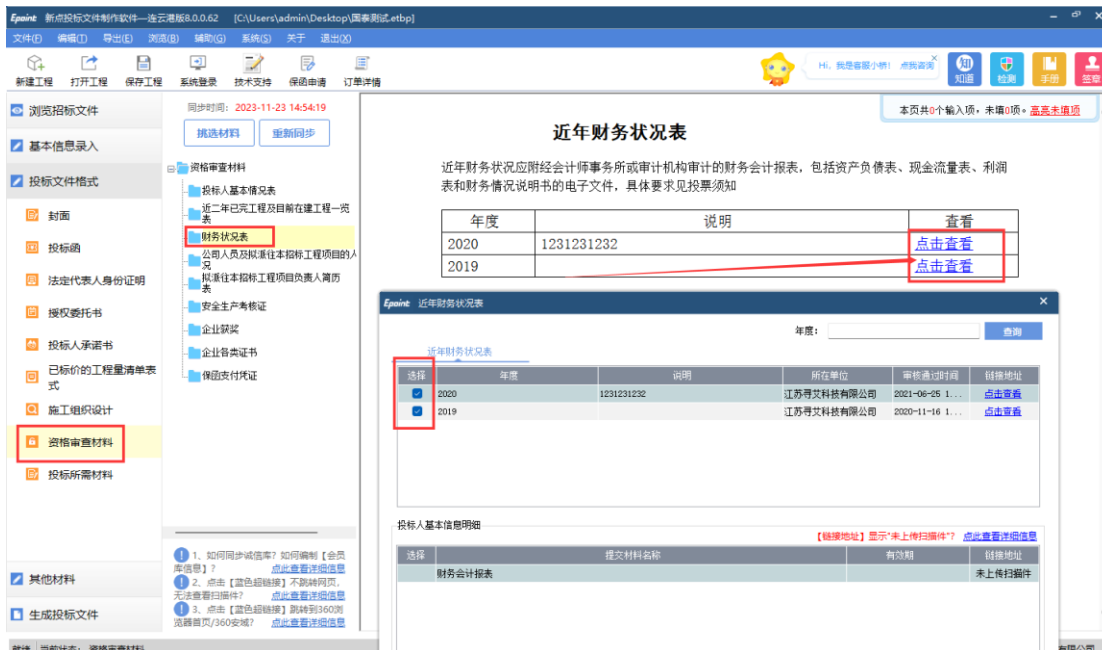 Epoint 新点投标文件制作软件—连云港版8.0.0.62 [C:\Users\admin\Desktop\国泰测试.etbp]
文件(F) 编辑(I) 导出(E) 浏览(B) 辅助(G) 系统(S) 关于 退出(X)
新建工程 打开工程 保存工程 系统登录 技术支持 保函申请 订单详情
Hi, 我是客服小桥! 点我咨询
知
知道 检测 手册 签章
浏览招标文件
基本信息录入
投标文件格式
封面
投标函
法定代表人身份证明
授权委托书
投标人承诺书
已标价的工程量清单表式
施工组织设计
资格审查材料
投标所需材料
其他材料
生成投标文件
同步时间: 2023-11-23 14:54:19
挑选材料 重新同步
资格审查材料
投标人基本情况表
近二年已完工程及目前在建工程一览表
财务状况表
公司人员及拟派往本招标工程项目的人
况
拟派往本招标工程项目负责人简历表
安全生产考核证
企业获奖
企业各类证书
保函支付凭证
1、如何同步诚信库? 如何编制【会员库信息】? 点此查看详细信息
2、点击【蓝色超链接】不跳转网页,无法查看扫描件? 点此查看详细信息
3、点击【蓝色超链接】跳转到360浏览器首页/360安域? 点此查看详细信息
本页共0个输入项, 未填0项。高亮未填项
近年财务状况表
近年财务状况应附经会计师事务所或审计机构审计的财务会计报表，包括资产负债表、现金流量表、利润
表和财务情况说明书的电子文件，具体要求见投票须知
年度 说明 查看
2020 1231231232 点击查看
2019 点击查看
Epoint 近年财务状况表
年度: 查询
近年财务状况表
选择 年度 说明 所在单位 审核通过时间 链接地址
2020 1231231232 江苏寻艾科技有限公司 2021-06-25 1... 点击查看
2019 江苏寻艾科技有限公司 2020-11-16 1... 点击查看
投标人基本信息明细
【链接地址】显示"未上传扫描件"? 点此查看详细信息
选择 提交材料名称 有效期 链接地址
财务会计报表 未上传扫描件
就绪 当前状态: 资格审查材料 有限公司